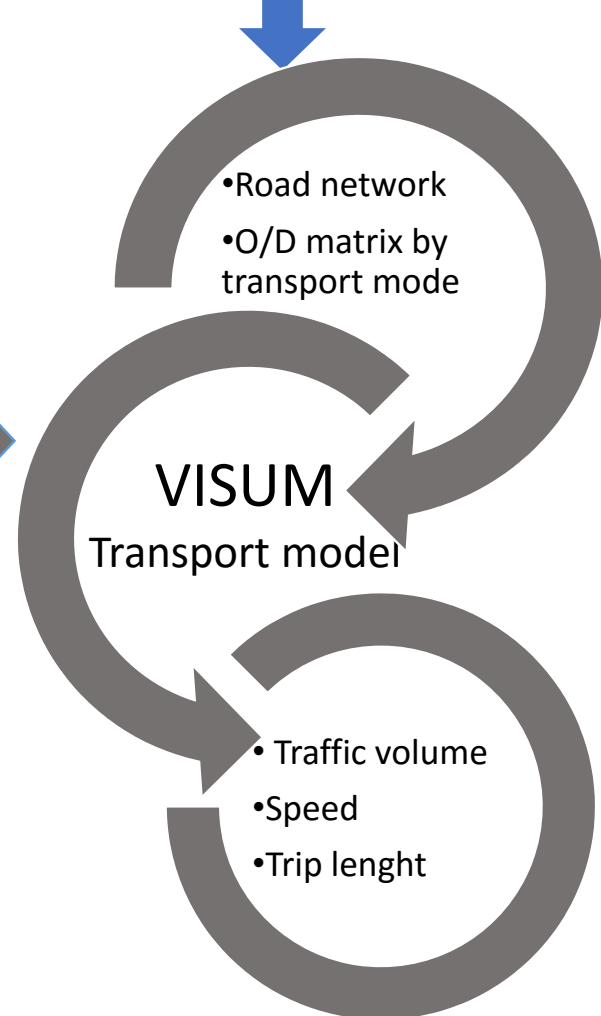 •Road network
•O/D matrix by
transport mode
VISUM
Transport model
• Traffic volume
•Speed
•Trip lenght